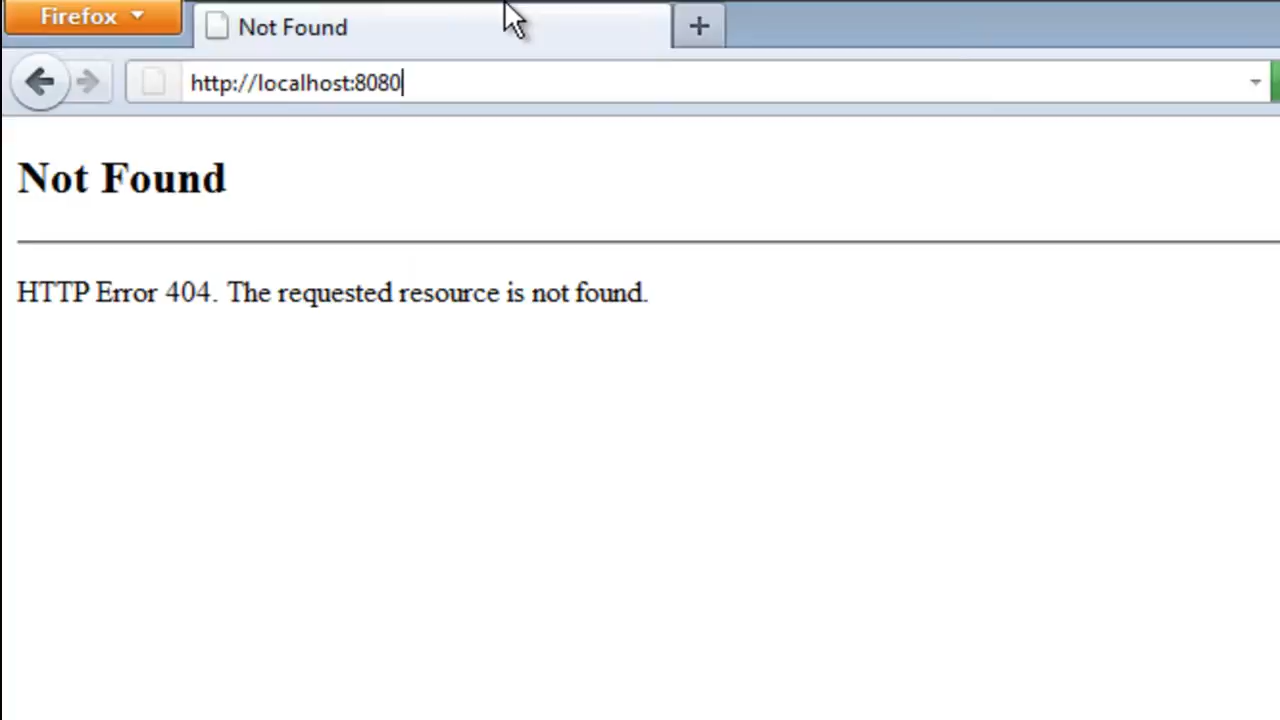 Firefox
Not Found
http://localhost:8080
Not Found
HTTP Error 404. The requested resource is not found.